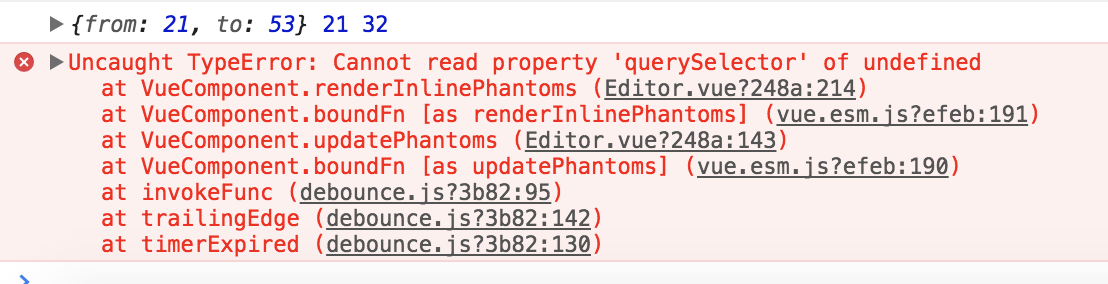 ▶{from: 21, to: 53} 21 32
▶Uncaught TypeError: Cannot read property 'querySelector' of undefined
at VueComponent.renderInlinePhantoms (Editor.vue?248a:214)
at VueComponent.boundFn [as renderInlinePhantoms] (vue.esm.js?efeb:191)
at VueComponent.updatePhantoms (Editor.vue?248a:143)
at VueComponent.boundFn [as updatePhantoms] (vue.esm.js?efeb:190)
at invokeFunc (debounce.js?3b82:95)
at trailingEdge (debounce.js?3b82:142)
at timerExpired (debounce.js?3b82:130)